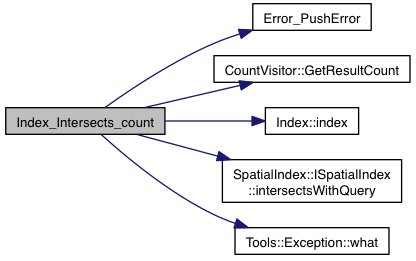 Error_PushError
CountVisitor::GetResultCount
Index_Intersects_count
Index::index
SpatialIndex::ISpatialIndex
::intersectsWithQuery
Tools::Exception::what